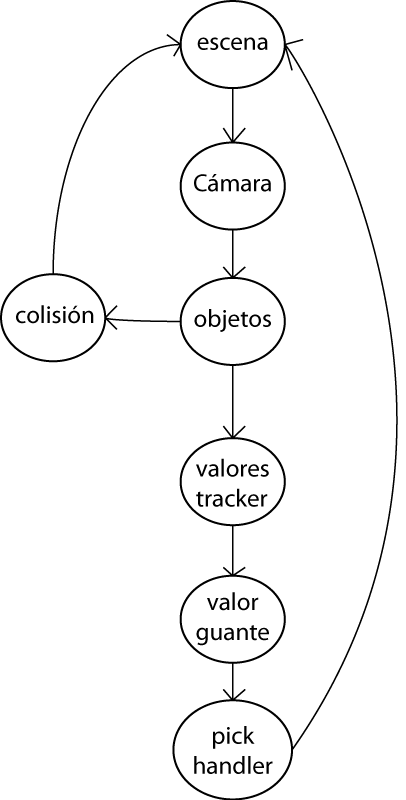 escena
Cámara
colisión
objetos
valores
tracker
valor
guante
pick
handler